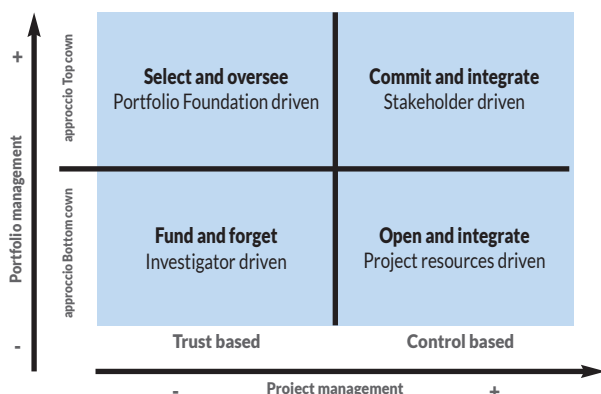 +
Portfolio management
-
approccio Top cown
approccio Bottom cown
Select and oversee
Portfolio Foundation driven
Commit and integrate
Stakeholder driven
Fund and forget
Investigator driven
Open and integrate
Project resources driven
Trust based
Control based
-
Project management
+